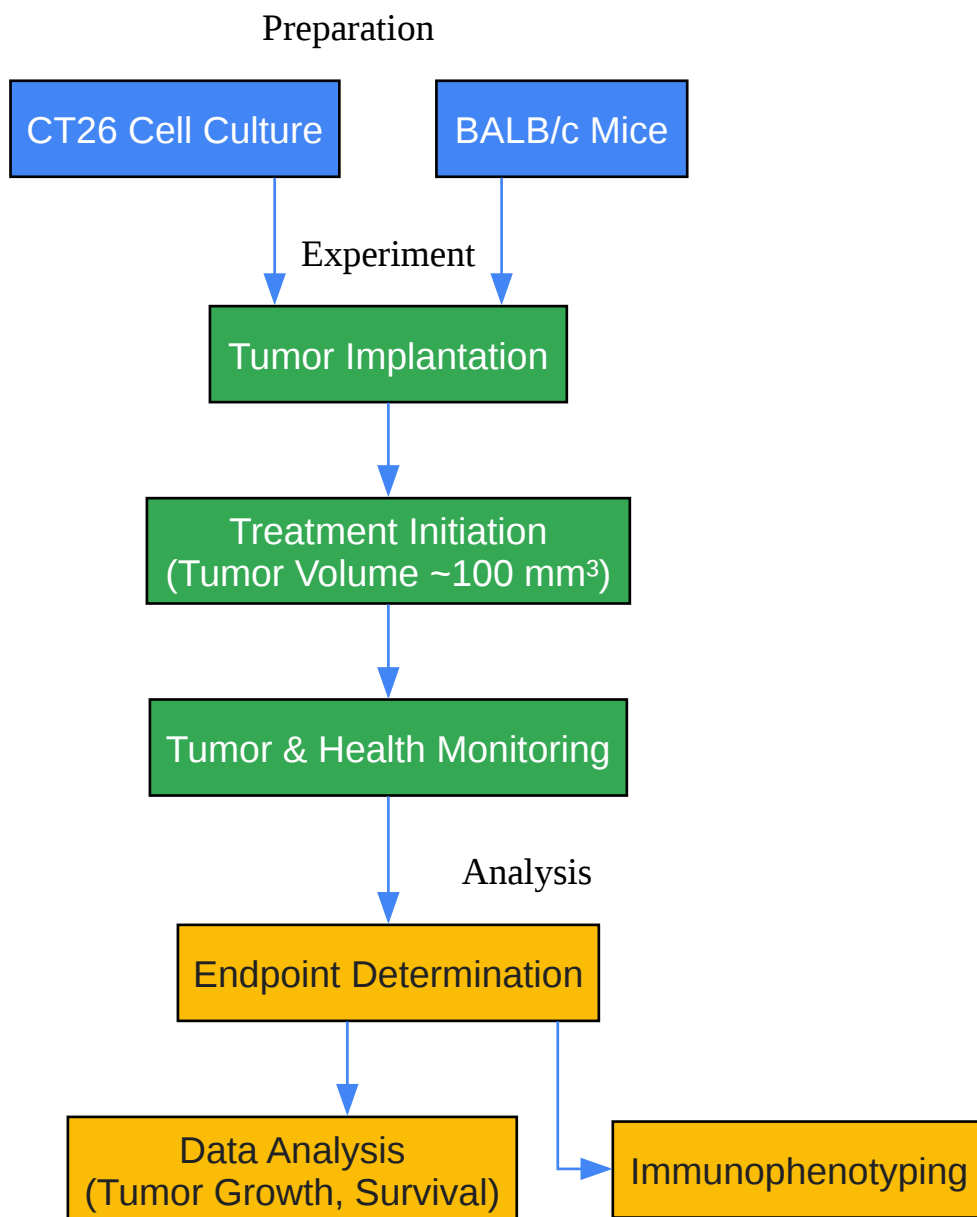 Preparation
CT26 Cell Culture
BALB/c Mice
Experiment
Tumor Implantation
Treatment Initiation
(Tumor Volume ~100 mm³)
Tumor & Health Monitoring
Analysis
Endpoint Determination
Data Analysis
(Tumor Growth, Survival)
Immunophenotyping